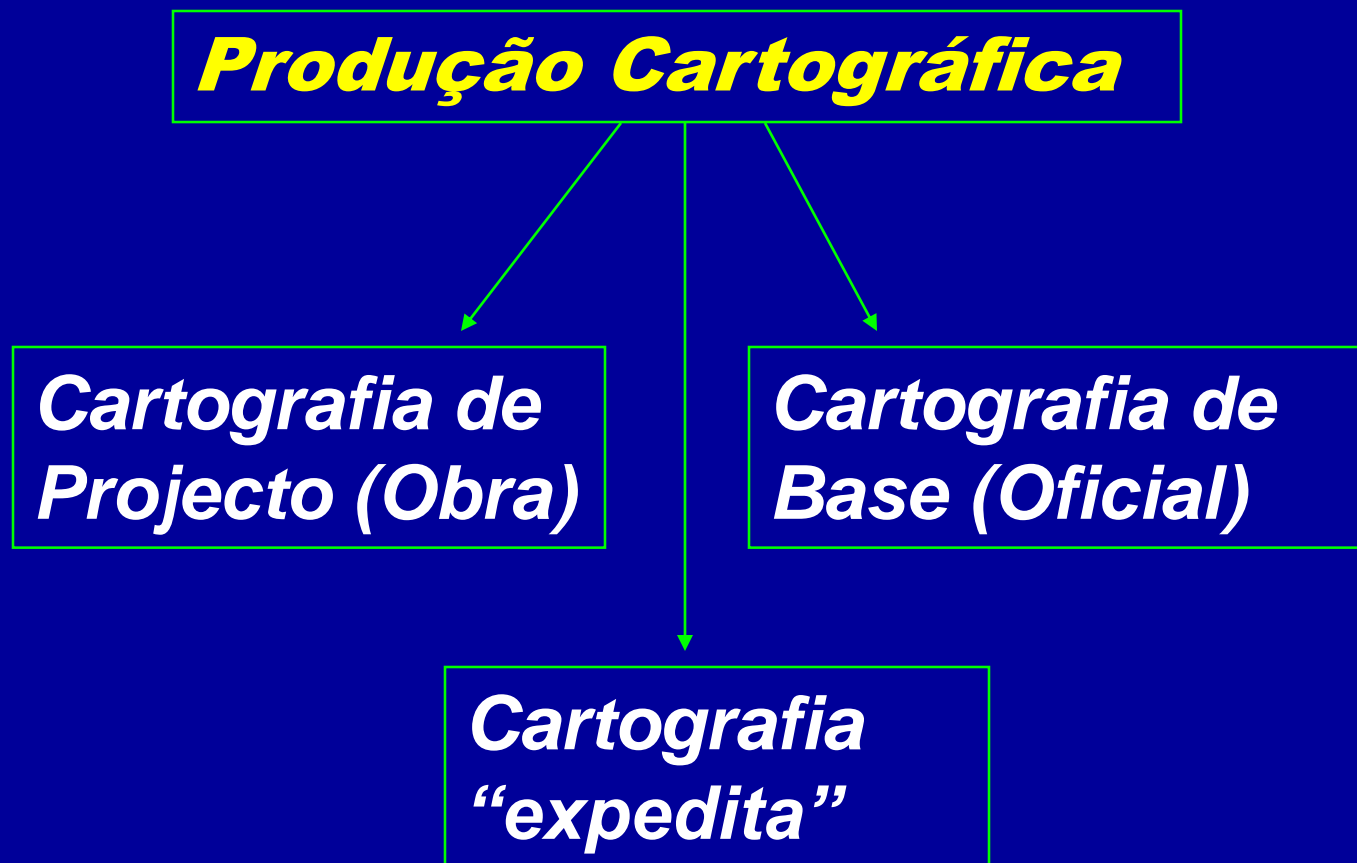 Produção Cartográfica
Cartografia de
Projecto (Obra)
Cartografia de
Base (Oficial)
Cartografia
“expedita”